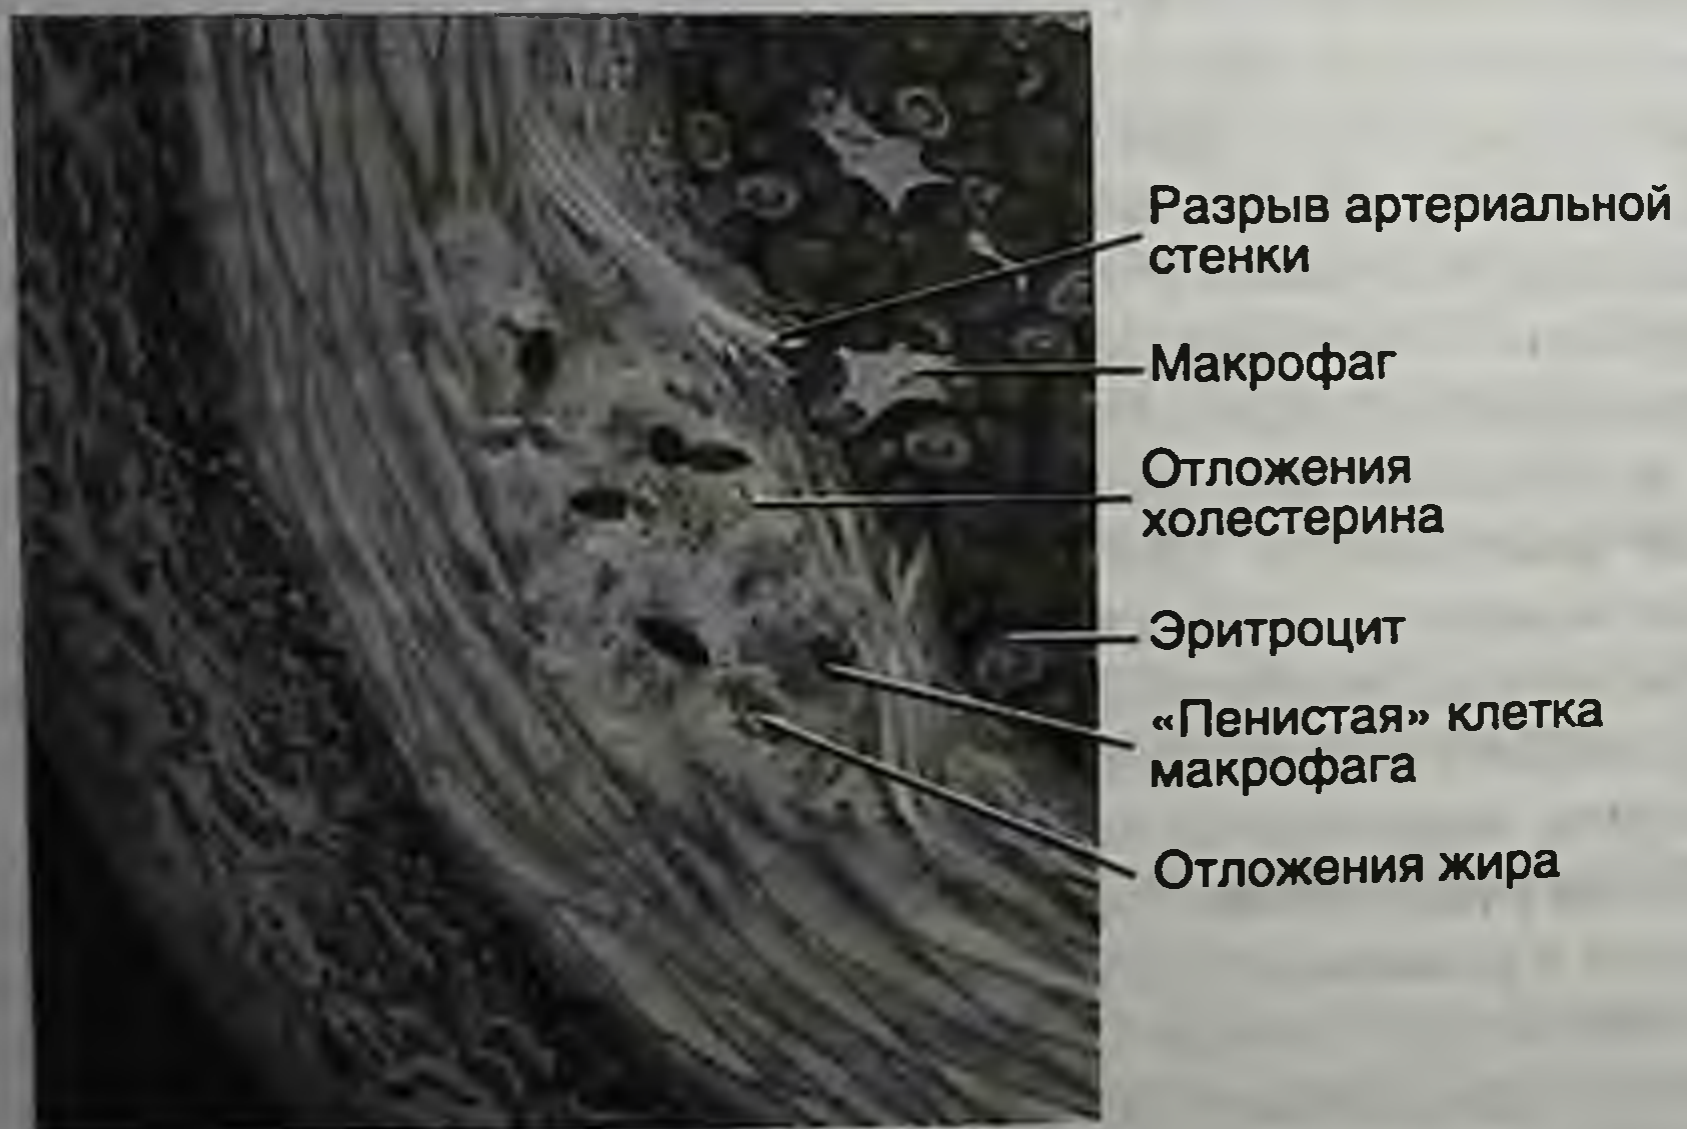 Разрыв артериальной
стенки
Макрофаг
Отложения
холестерина
Эритроцит
«Пенистая» клетка
макрофага
Отложения жира